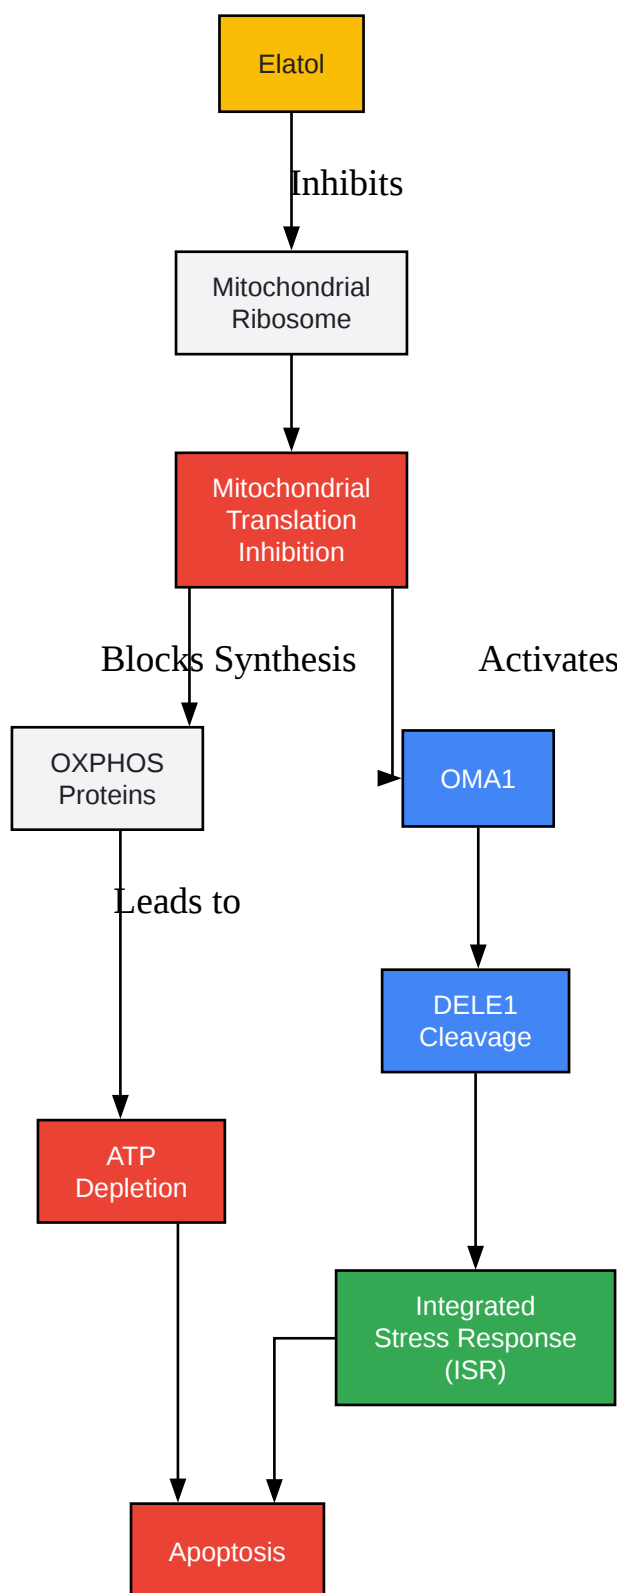 Elatol
Inhibits
Mitochondrial
Ribosome
Mitochondrial
Translation
Inhibition
Blocks Synthesis
Activates
OXPHOS
Proteins
OMA1
Leads to
DELE1
Cleavage
ATP
Depletion
Integrated
Stress Response
(ISR)
Apoptosis